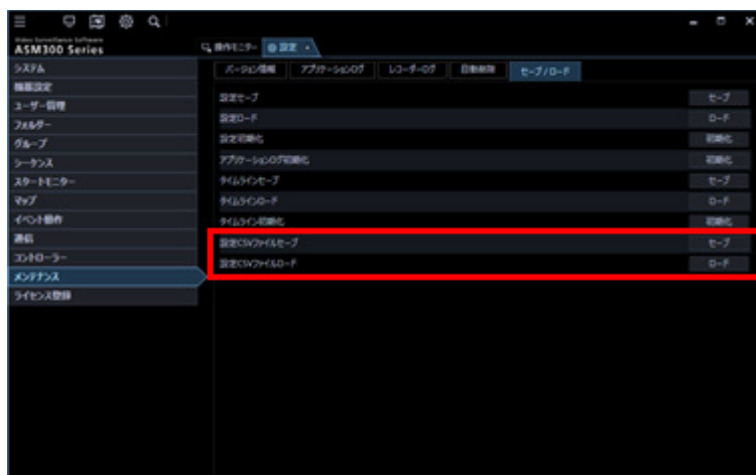 Video Surveillance Software
ASM300 Series
操作モニター
設定
システム
機器設定
ユーザー管理
フォルダー
グループ
シーケンス
スタートモニター
マップ
イベント動作
通信
コントローラー
メンテナンス
ライセンス登録
バージョン情報
アプリケーションログ
レコーダーログ
自動削除
セーブ/ロード
設定セーブ
セーブ
設定ロード
ロード
設定初期化
初期化
アプリケーションログ初期化
初期化
タイムラインセーブ
セーブ
タイムラインロード
ロード
タイムライン初期化
初期化
設定CSVファイルセーブ
セーブ
設定CSVファイルロード
ロード